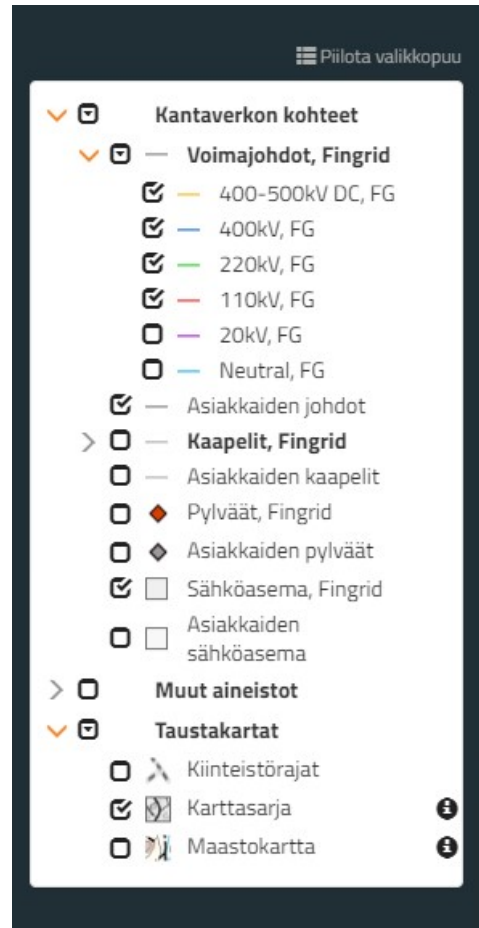 Piilota valikkopuu
Kantaverkon kohteet
Voimajohdot, Fingrid
400-500kV DC, FG
400kV, FG
220kV, FG
110kV, FG
20kV, FG
Neutral, FG
Asiakkaiden johdot
Kaapelit, Fingrid
Asiakkaiden kaapelit
Pylväät, Fingrid
Asiakkaiden pylväät
Sähköasema, Fingrid
Asiakkaiden
sähköasema
Muut aineistot
Taustakartat
Kiinteistörajat
Karttasarja
Maastokartta